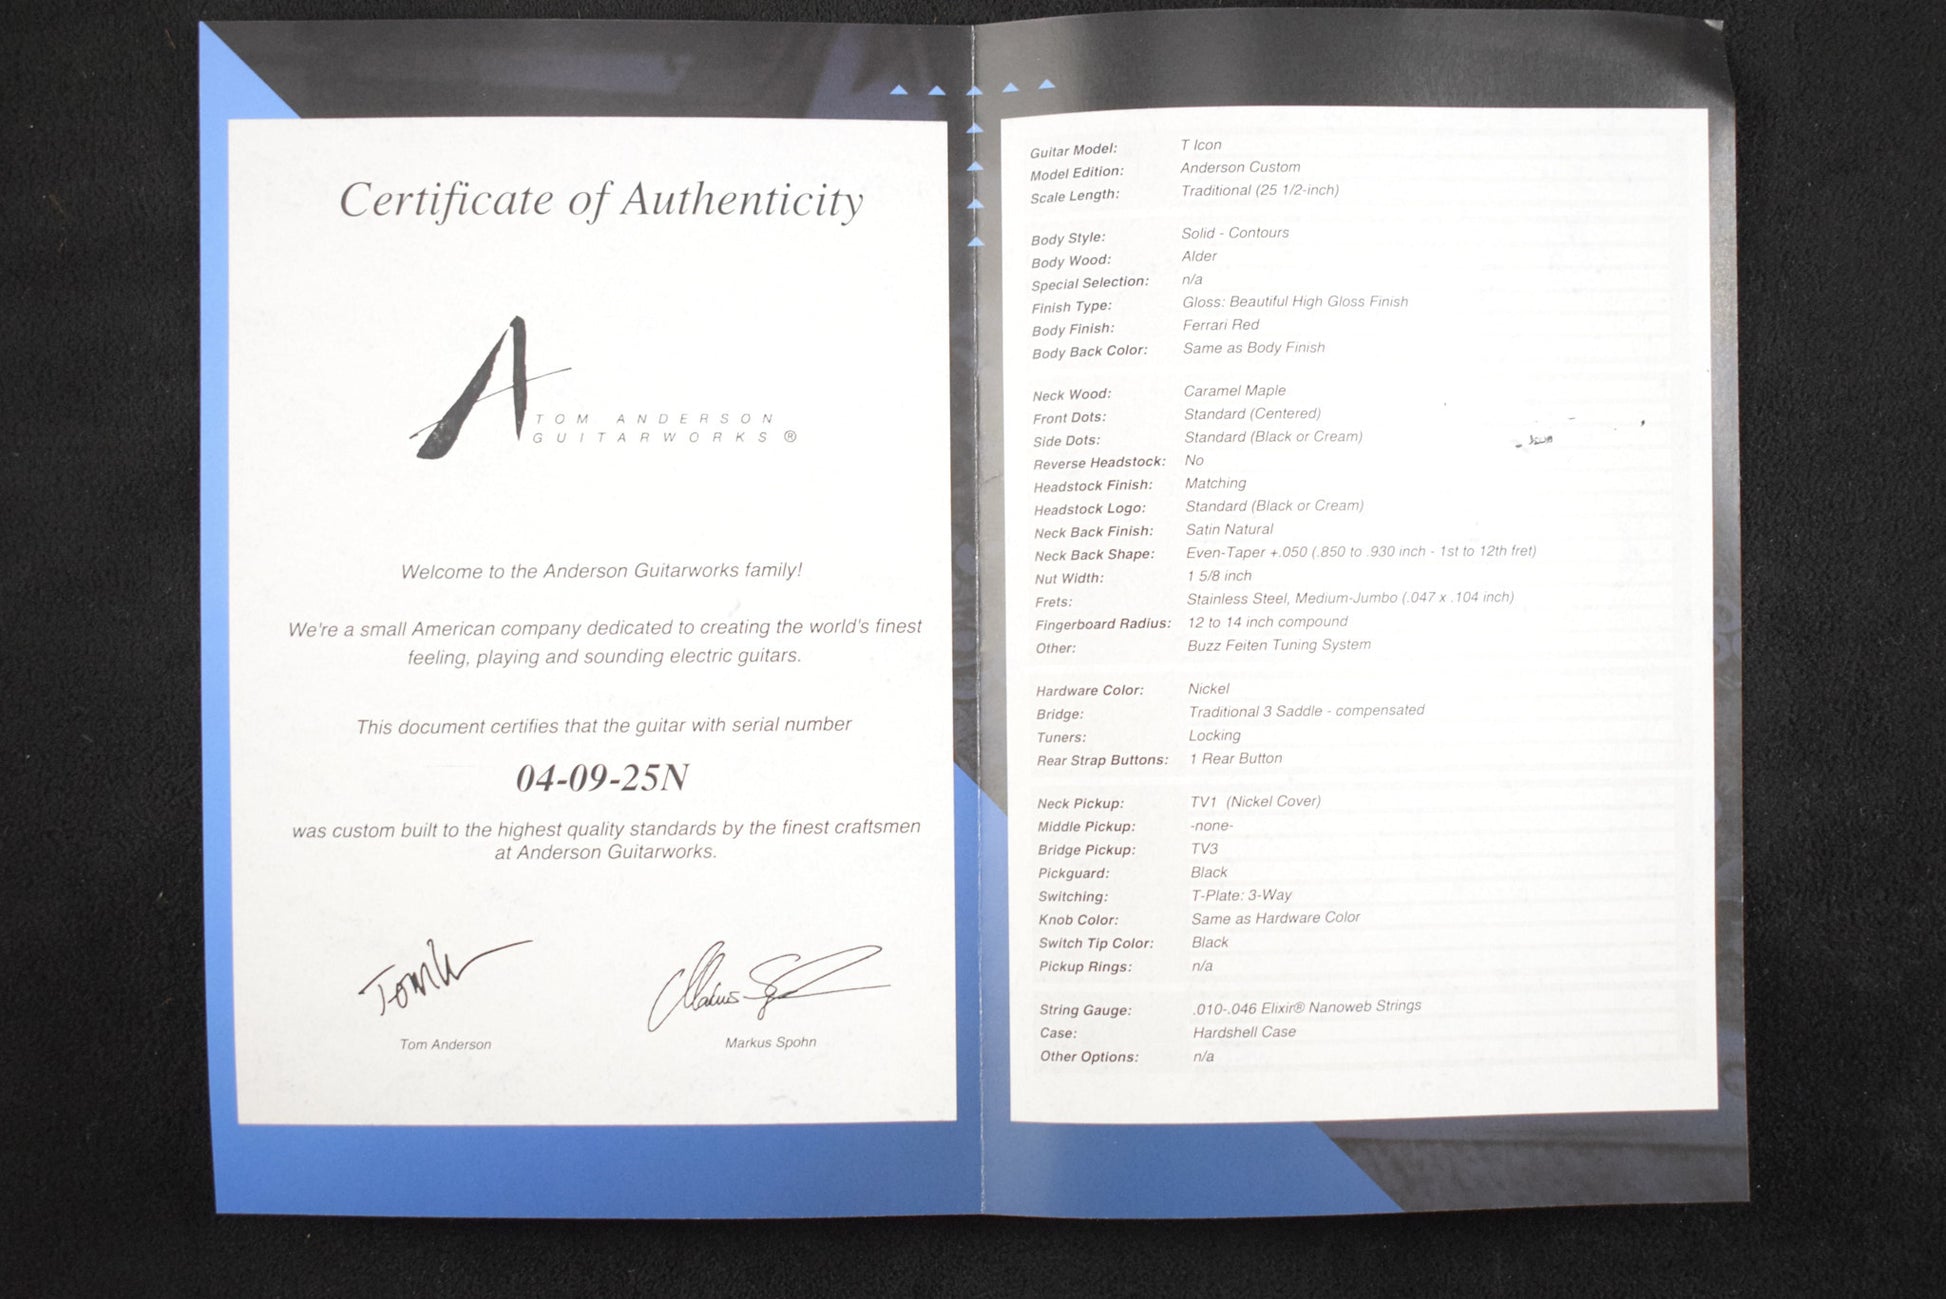 Certificate of Authenticity
TOM ANDERSON
GUITARWORKS ®
Welcome to the Anderson Guitarworks family!
We're a small American company dedicated to creating the world's finest
feeling, playing and sounding electric guitars.
This document certifies that the guitar with serial number
04-09-25N
was custom built to the highest quality standards by the finest craftsmen
at Anderson Guitarworks.
Tom Anderson
Markus Spohn
Guitar Model: T Icon
Model Edition: Anderson Custom
Scale Length: Traditional (25 1/2-inch)
Body Style: Solid - Contours
Body Wood: Alder
Special Selection: n/a
Finish Type: Gloss: Beautiful High Gloss Finish
Body Finish: Ferrari Red
Body Back Color: Same as Body Finish
Neck Wood: Caramel Maple
Front Dots: Standard (Centered)
Side Dots: Standard (Black or Cream)
Reverse Headstock: No
Headstock Finish: Matching
Headstock Logo: Standard (Black or Cream)
Neck Back Finish: Satin Natural
Neck Back Shape: Even-Taper +.050 (.850 to .930 inch - 1st to 12th fret)
Nut Width: 1 5/8 inch
Frets: Stainless Steel, Medium-Jumbo (.047 x .104 inch)
Fingerboard Radius: 12 to 14 inch compound
Other: Buzz Feiten Tuning System
Hardware Color: Nickel
Bridge: Traditional 3 Saddle - compensated
Tuners: Locking
Rear Strap Buttons: 1 Rear Button
Neck Pickup: TV1 (Nickel Cover)
Middle Pickup: -none-
Bridge Pickup: TV3
Pickguard: Black
Switching: T-Plate: 3-Way
Knob Color: Same as Hardware Color
Switch Tip Color: Black
Pickup Rings: n/a
String Gauge: .010-.046 Elixir® Nanoweb Strings
Case: Hardshell Case
Other Options: n/a